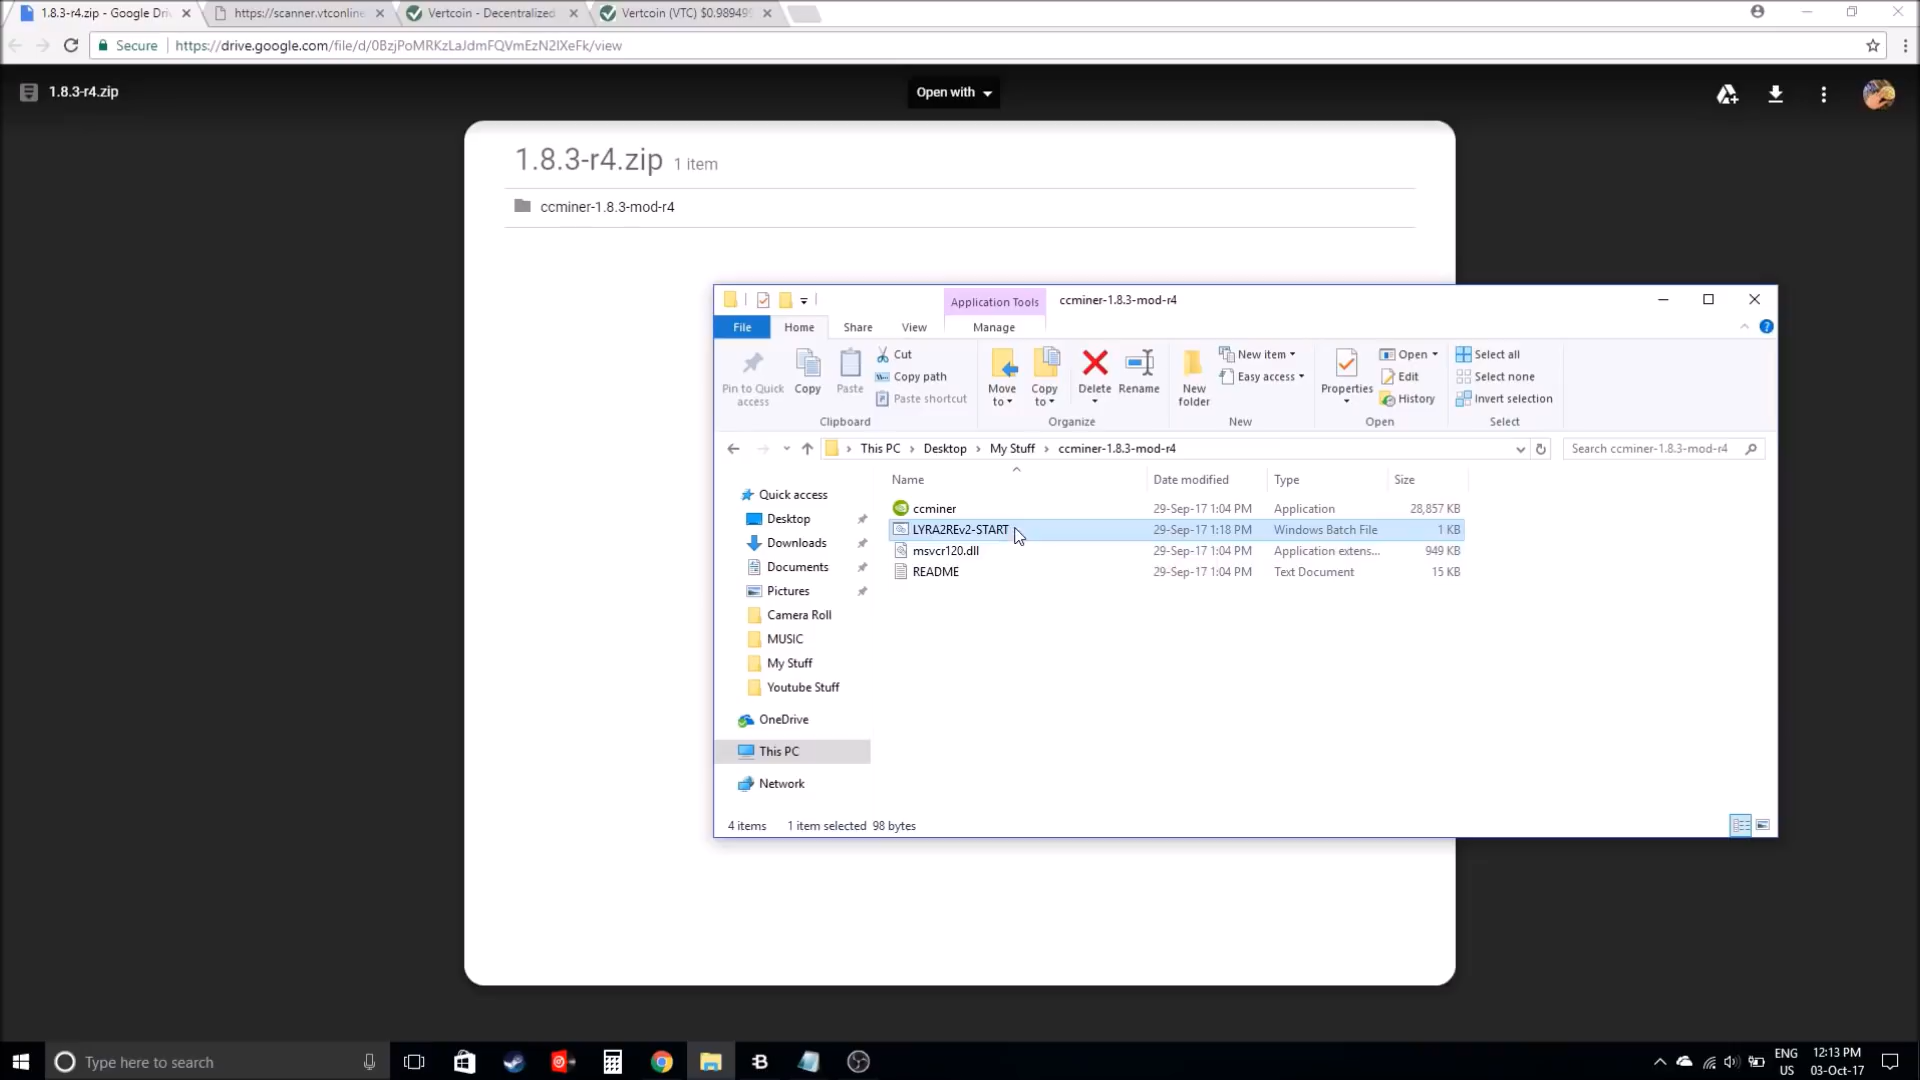 1.8.3-r4.zip - Google Dri
https://scanner.vtconline.
Vertcoin - Decentralized
Vertcoin (VTC) $0.98949
Secure | https://drive.google.com/file/d/0BzjPoMRKzLaJdmFQVmEzN2lXeFk/view
1.8.3-r4.zip
Open with
1.8.3-r4.zip 1 item
ccminer-1.8.3-mod-r4
Application Tools
ccminer-1.8.3-mod-r4
File
Home
Share
View
Manage
Pin to Quick access
Copy
Paste
Cut
Copy path
Paste shortcut
Clipboard
Move to
Copy to
Delete
Rename
Organize
New folder
New item
Easy access
New
Properties
Open
Edit
History
Open
Select all
Select none
Invert selection
Select
This PC > Desktop > My Stuff > ccminer-1.8.3-mod-r4
Search ccminer-1.8.3-mod-r4
Name Date modified Type Size
ccminer 29-Sep-17 1:04 PM Application 28,857 KB
LYRA2REv2-START 29-Sep-17 1:18 PM Windows Batch File 1 KB
msvcr120.dll 29-Sep-17 1:04 PM Application extens... 949 KB
README 29-Sep-17 1:04 PM Text Document 15 KB
Quick access
Desktop
Downloads
Documents
Pictures
Camera Roll
MUSIC
My Stuff
Youtube Stuff
OneDrive
This PC
Network
4 items 1 item selected 98 bytes
Type here to search
ENG
US
12:13 PM
03-Oct-17